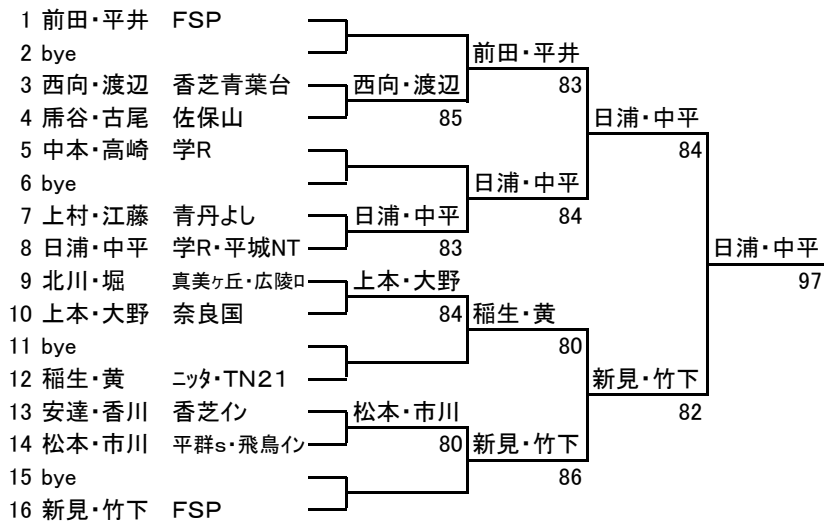 1 前田・平井 FSP
2 bye
前田・平井
3 西向・渡辺 香芝青葉台 西向・渡辺 83
4 馬谷・古尾 佐保山 85 日浦・中平
5 中本・高崎 学R 84
6 bye 日浦・中平
7 上村・江藤 青丹よし 日浦・中平 84
8 日浦・中平 学R・平城NT 83 日浦・中平
9 北川・堀 真美ヶ丘・広陵ロ 上本・大野 97
10 上本・大野 奈良国 84 稲生・黄
11 bye 80
12 稲生・黄 ニッタ・TN21 新見・竹下
13 安達・香川 香芝イン 松本・市川 82
14 松本・市川 平群s・飛鳥イン 80 新見・竹下
15 bye 86
16 新見・竹下 FSP